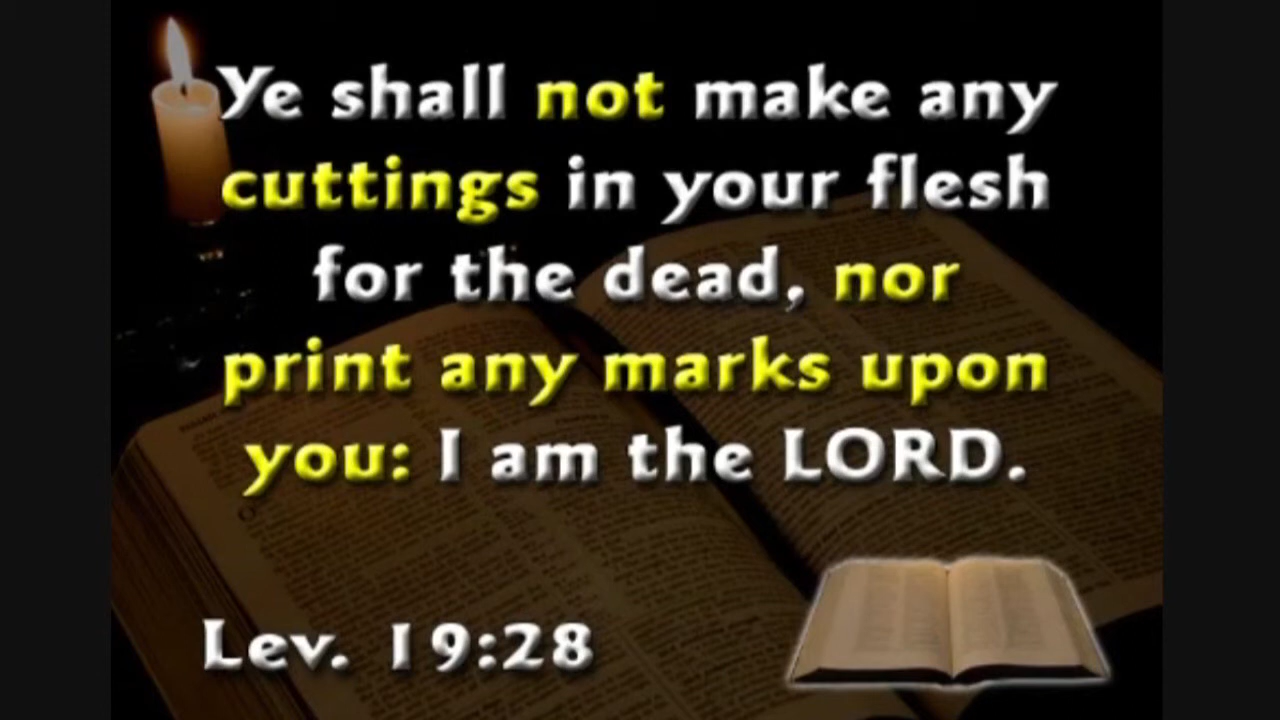 Ye shall not make any
cuttings in your flesh
for the dead, nor
print any marks upon
you: I am the LORD.
Lev. 19:28